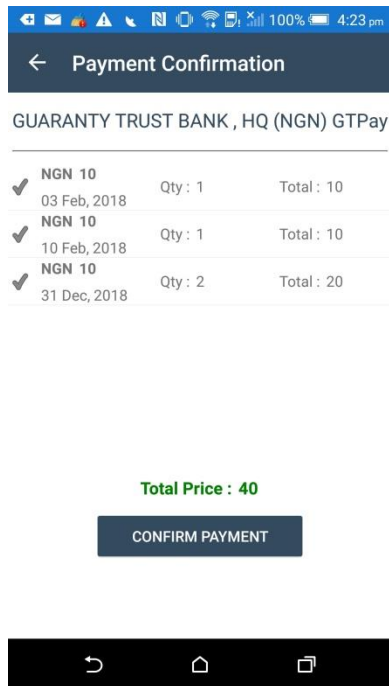 100% 4:23 pm
Payment Confirmation
GUARANTY TRUST BANK , HQ (NGN) GTPay
NGN 10
03 Feb, 2018 Qty : 1 Total : 10
NGN 10
10 Feb, 2018 Qty : 1 Total : 10
NGN 10
31 Dec, 2018 Qty : 2 Total : 20
Total Price : 40
CONFIRM PAYMENT